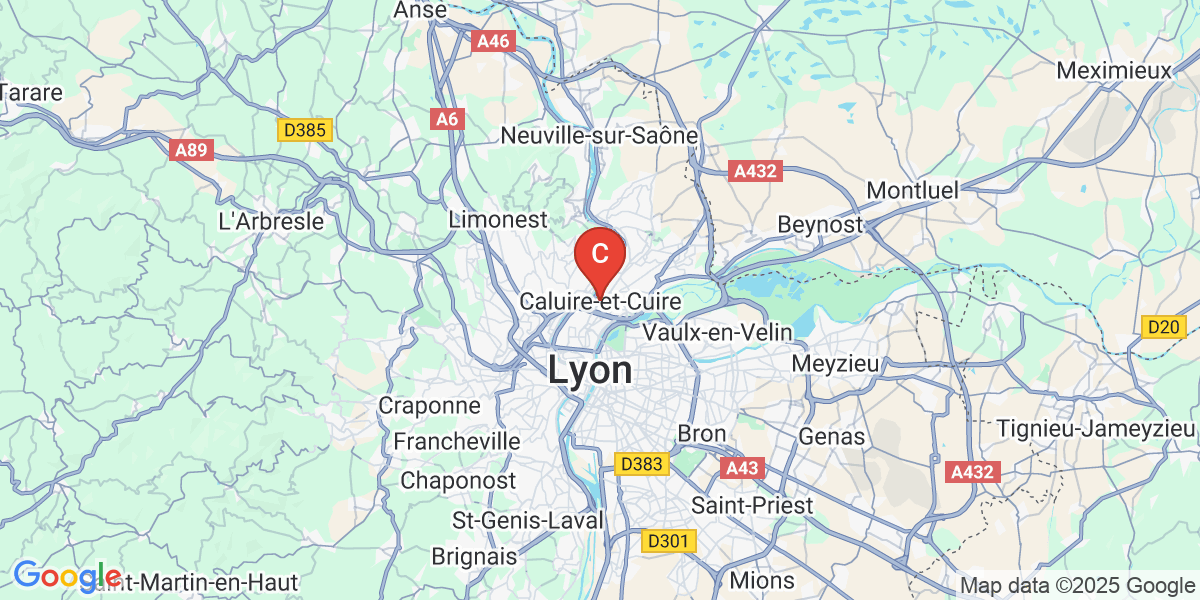 Anse
A46
Meximieux
Tarare
A6
D385
Neuville-sur-Saône
A89
A432
Montluel
L'Arbresle
Limonest
Beynost
C
Caluire-et-Cuire
Vaulx-en-Velin
D20
Lyon
Meyzieu
Craponne
Francheville
Bron
Genas
Tignieu-Jameyzieu
D383
A43
A432
Chaponost
Saint-Priest
St-Genis-Laval
D301
Brignais
Google
Saint-Martin-en-Haut
Mions
Map data ©2025 Google